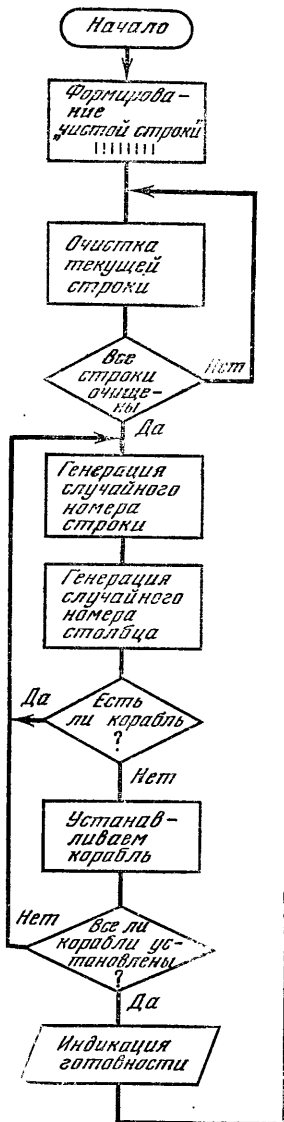 Начало
Формирова-
ние
„чистой строки"
11111111
Очистка
текущей
строки
Все
строки
очище-
ны
Нет
Да
Генерация
случайного
номера
строки
Генерация
случайного
номера
столбца
Да
Есть
ли корабль
?
Нет
Устанав-
ливаем
корабль
Нет
Все ли
корабли ус-
тановлены
?
Да
Индикация
готовности